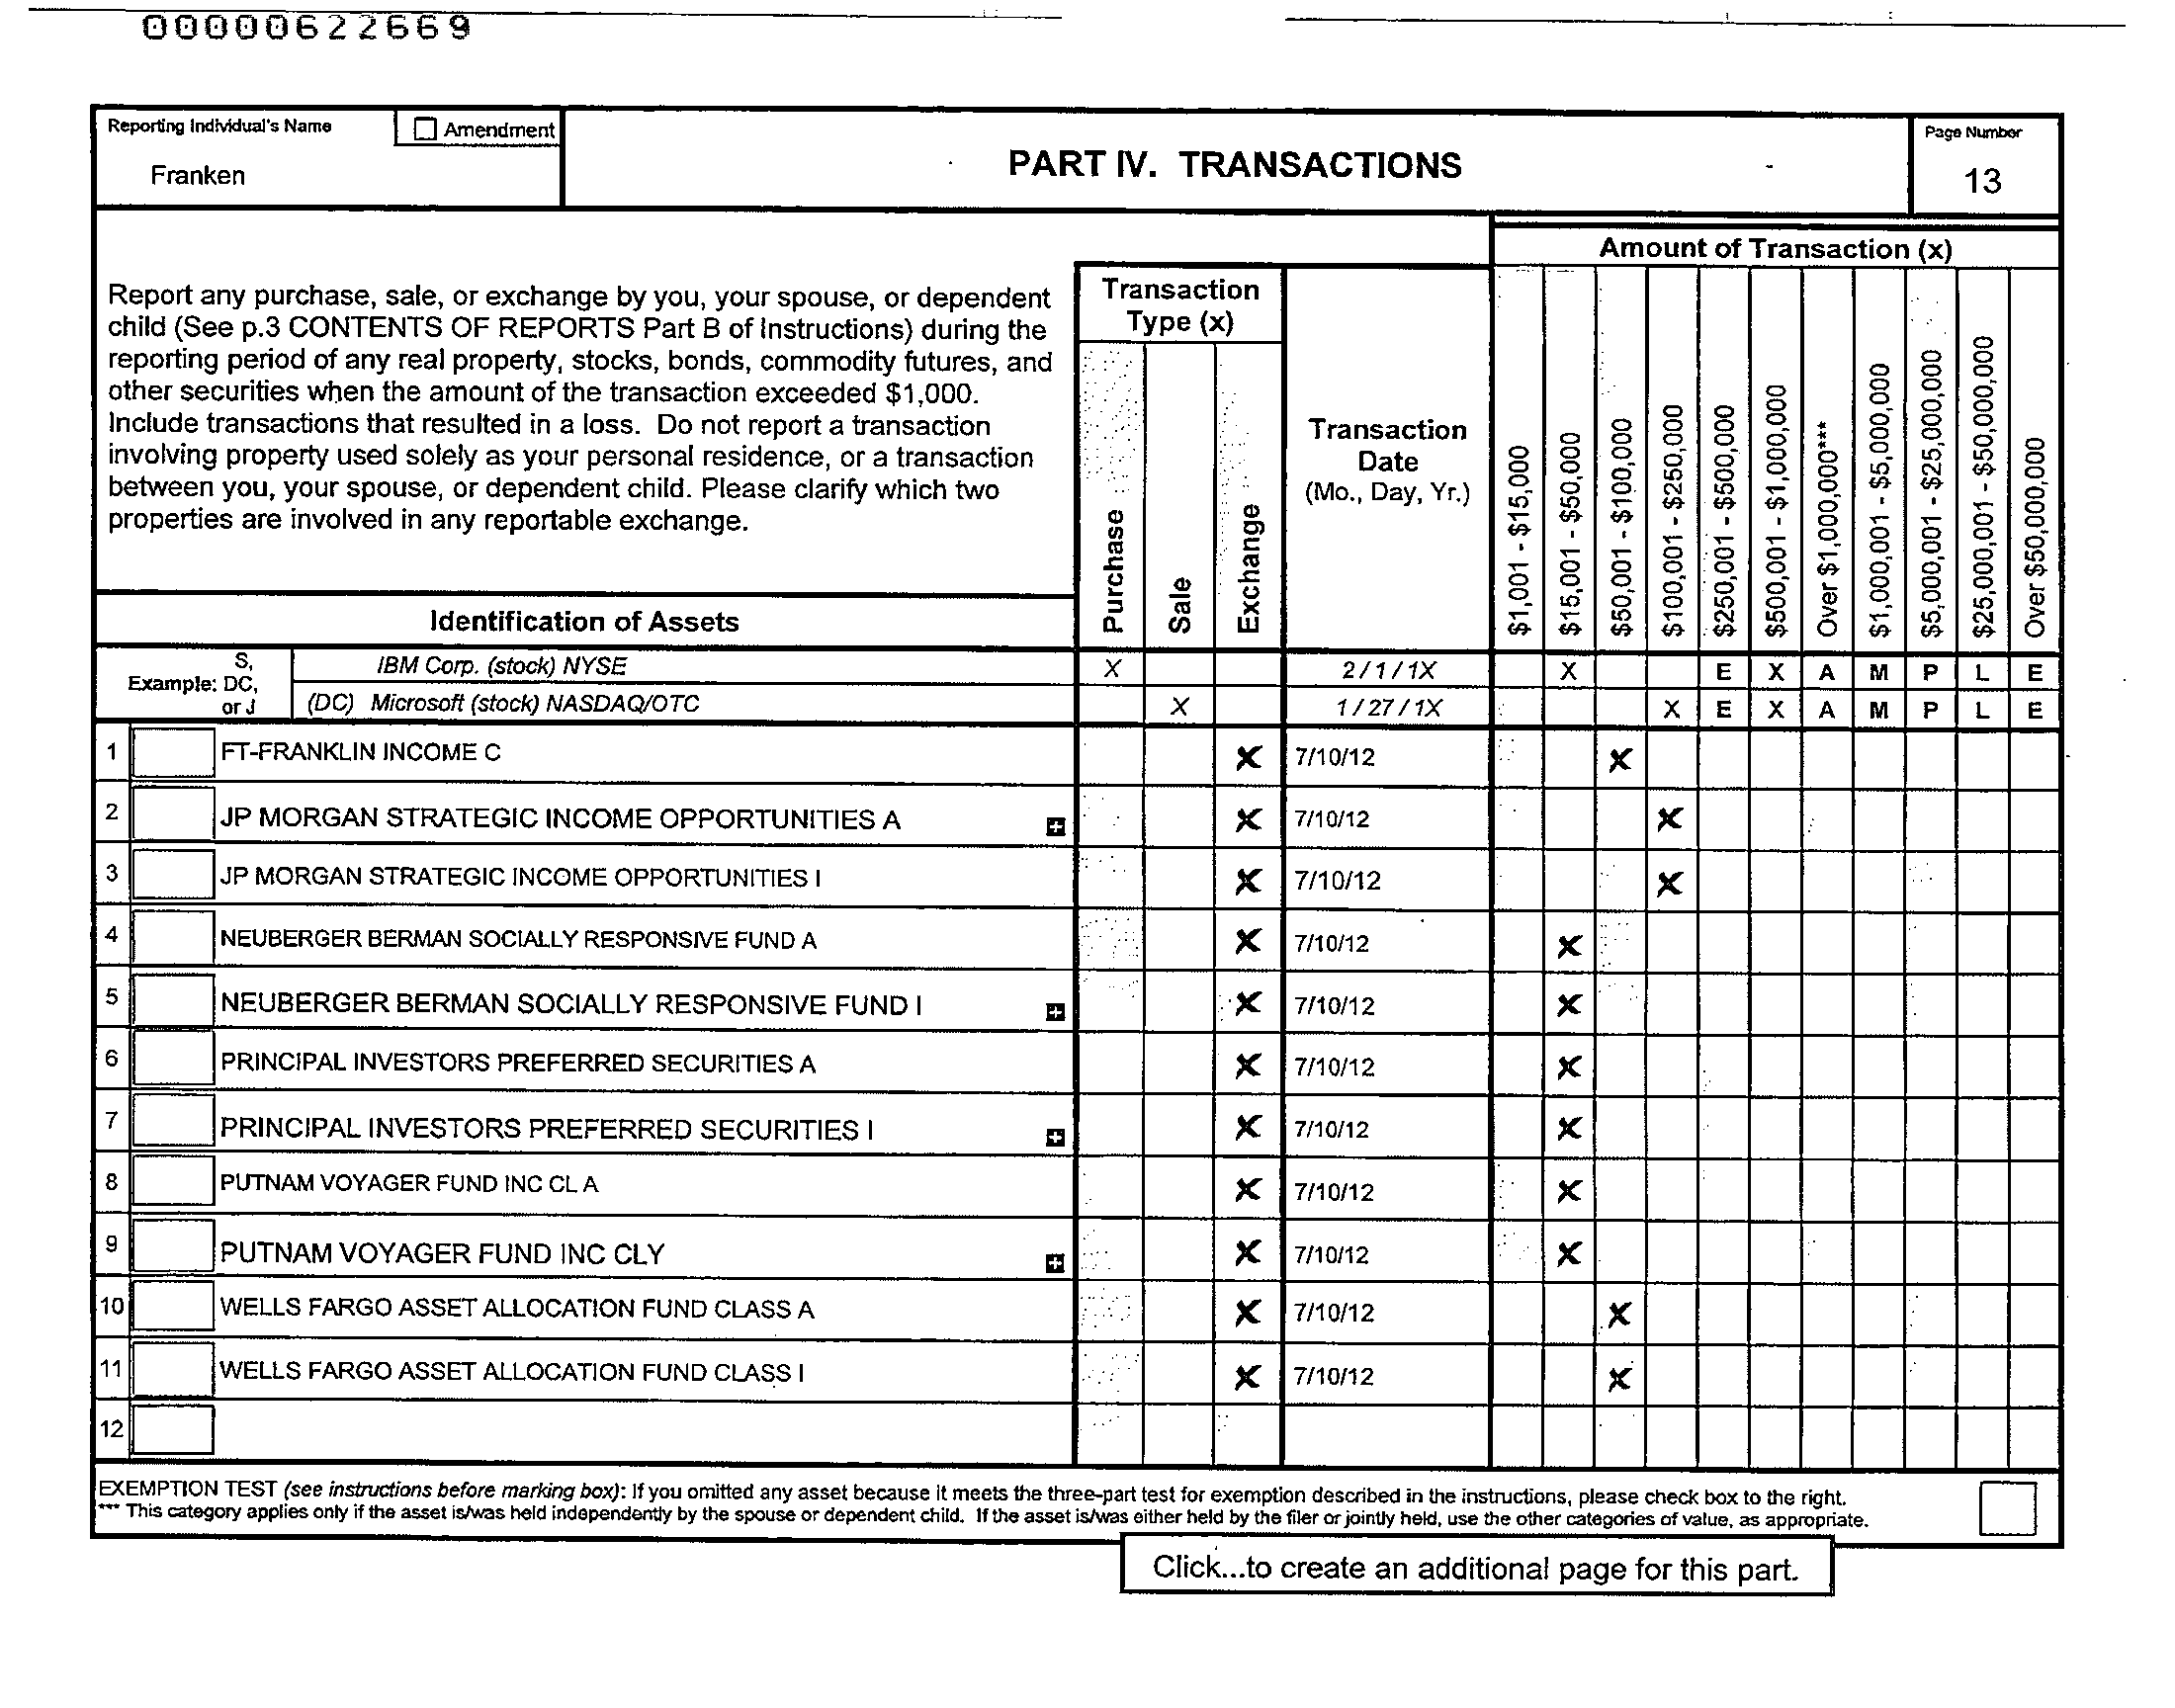 00000622669
Reporting Individual's Name
Amendment
Franken
PART IV. TRANSACTIONS
Page Number
13
Amount of Transaction (x)
Report any purchase, sale, or exchange by you, your spouse, or dependent
child (See p.3 CONTENTS OF REPORTS Part B of Instructions) during the
reporting period of any real property, stocks, bonds, commodity futures, and
other securities when the amount of the transaction exceeded $1,000.
Include transactions that resulted in a loss. Do not report a transaction
involving property used solely as your personal residence, or a transaction
between you, your spouse, or dependent child. Please clarify which two
properties are involved in any reportable exchange.
Transaction
Type (x)
Purchase
Sale
Exchange
Transaction
Date
(Mo., Day, Yr.)
$1,001 - $15,000
$15,001 - $50,000
$50,001 - $100,000
$100,001 - $250,000
$250,001 - $500,000
$500,001 - $1,000,000
Over $1,000,000***
$1,000,001 - $5,000,000
$5,000,001 - $25,000,000
$25,000,001 - $50,000,000
Over $50,000,000
Identification of Assets
Example: S, DC, or J
IBM Corp. (stock) NYSE X 2 / 1 / 1X X E X A M P L E
(DC) Microsoft (stock) NASDAQ/OTC X 1 / 27 / 1X X E X A M P L E
1 FT-FRANKLIN INCOME C X 7/10/12 X
2 JP MORGAN STRATEGIC INCOME OPPORTUNITIES A + X 7/10/12 X
3 JP MORGAN STRATEGIC INCOME OPPORTUNITIES I X 7/10/12 X
4 NEUBERGER BERMAN SOCIALLY RESPONSIVE FUND A X 7/10/12 X
5 NEUBERGER BERMAN SOCIALLY RESPONSIVE FUND I + X 7/10/12 X
6 PRINCIPAL INVESTORS PREFERRED SECURITIES A X 7/10/12 X
7 PRINCIPAL INVESTORS PREFERRED SECURITIES I + X 7/10/12 X
8 PUTNAM VOYAGER FUND INC CL A X 7/10/12 X
9 PUTNAM VOYAGER FUND INC CLY + X 7/10/12 X
10 WELLS FARGO ASSET ALLOCATION FUND CLASS A X 7/10/12 X
11 WELLS FARGO ASSET ALLOCATION FUND CLASS I X 7/10/12 X
12
EXEMPTION TEST (see instructions before marking box): If you omitted any asset because it meets the three-part test for exemption described in the instructions, please check box to the right.
*** This category applies only if the asset is/was held independently by the spouse or dependent child. If the asset is/was either held by the filer or jointly held, use the other categories of value, as appropriate.
Click...to create an additional page for this part.